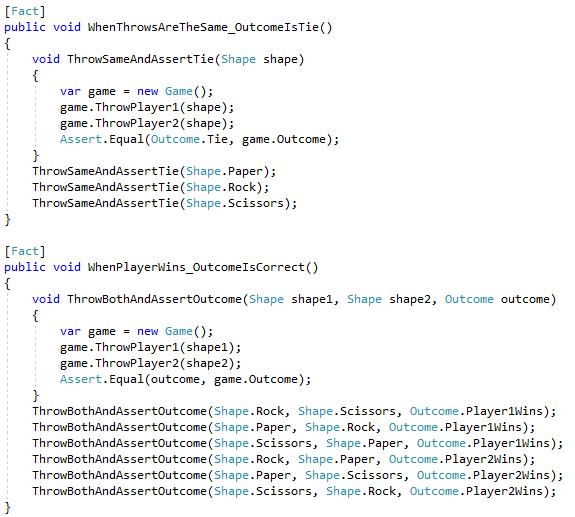 [Fact]
public void WhenThrowsAreTheSame_OutcomeIsTie()
{
    void ThrowSameAndAssertTie(Shape shape)
    {
        var game = new Game();
        game.ThrowPlayer1(shape);
        game.ThrowPlayer2(shape);
        Assert.Equal(Outcome.Tie, game.Outcome);
    }
    ThrowSameAndAssertTie(Shape.Paper);
    ThrowSameAndAssertTie(Shape.Rock);
    ThrowSameAndAssertTie(Shape.Scissors);
}

[Fact]
public void WhenPlayerWins_OutcomeIsCorrect()
{
    void ThrowBothAndAssertOutcome(Shape shape1, Shape shape2, Outcome outcome)
    {
        var game = new Game();
        game.ThrowPlayer1(shape1);
        game.ThrowPlayer2(shape2);
        Assert.Equal(outcome, game.Outcome);
    }
    ThrowBothAndAssertOutcome(Shape.Rock, Shape.Scissors, Outcome.Player1Wins);
    ThrowBothAndAssertOutcome(Shape.Paper, Shape.Rock, Outcome.Player1Wins);
    ThrowBothAndAssertOutcome(Shape.Scissors, Shape.Paper, Outcome.Player1Wins);
    ThrowBothAndAssertOutcome(Shape.Rock, Shape.Paper, Outcome.Player2Wins);
    ThrowBothAndAssertOutcome(Shape.Paper, Shape.Scissors, Outcome.Player2Wins);
    ThrowBothAndAssertOutcome(Shape.Scissors, Shape.Rock, Outcome.Player2Wins);
}